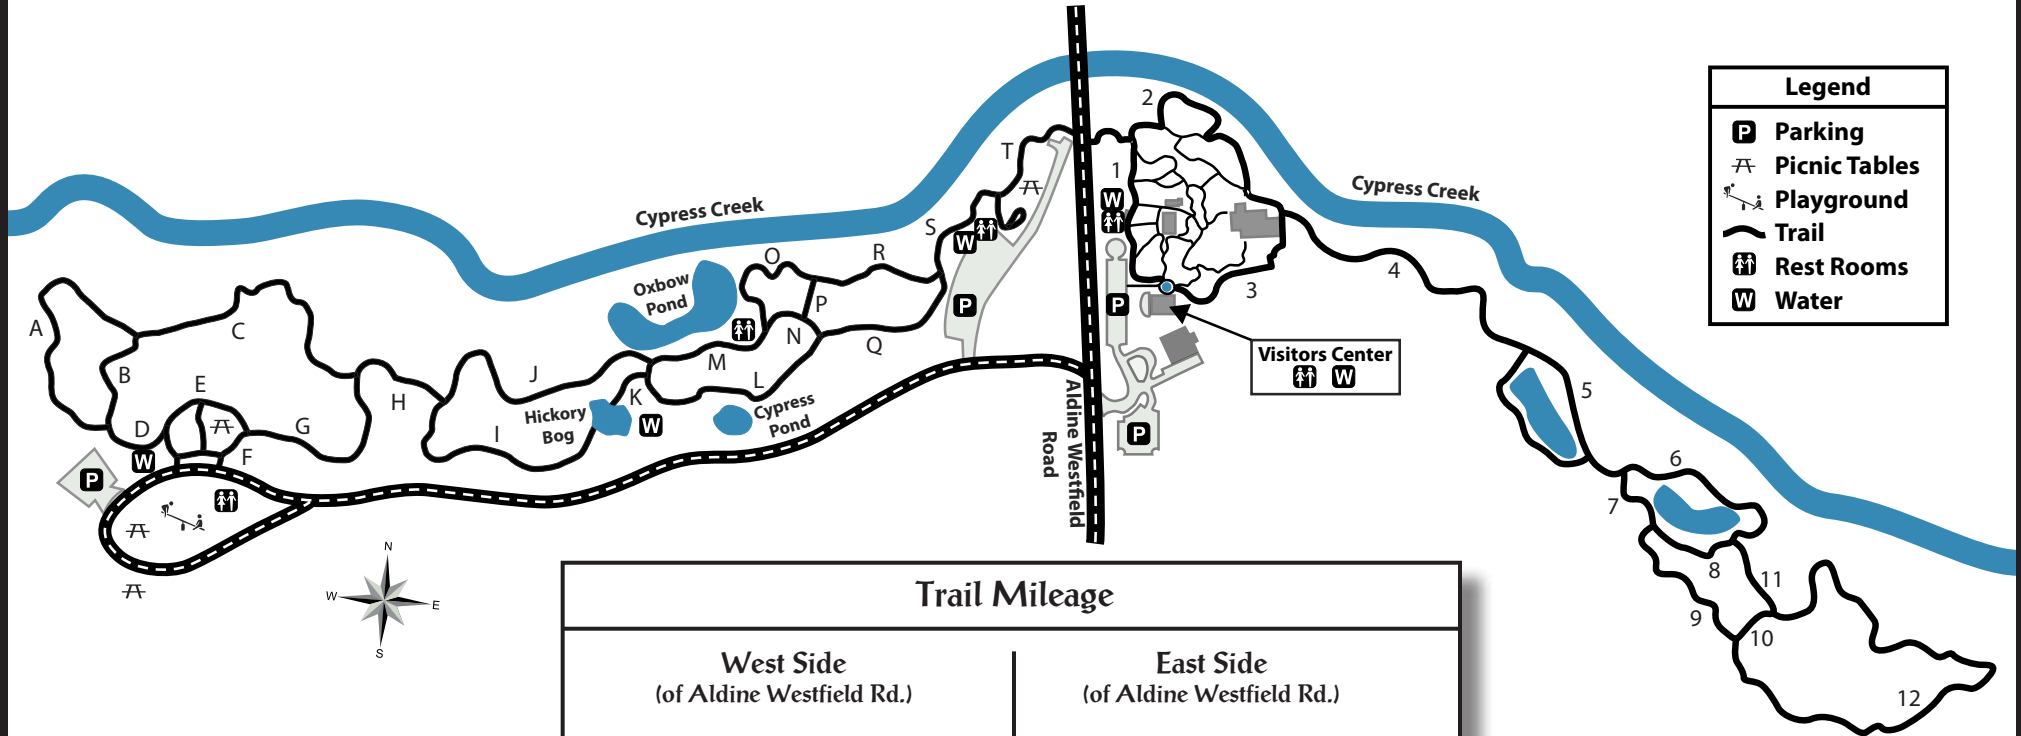 2
Legend
P Parking
Picnic Tables
Playground
Trail
Rest Rooms
W Water
T
1
W
Cypress Creek
Cypress Creek
S
W
O
R
Oxbow
Pond
4
3
A
C
P
P
P
N
Q
M
Visitors Center
W
B
J
L
E
K
H
5
Hickory
Bog
W
Cypress
Pond
D
G
I
F
W
P
P
Aldine Westfield
Road
6
7
8
11
9
10
12
N
W
E
S
Trail Mileage
West Side
(of Aldine Westfield Rd.)
East Side
(of Aldine Westfield Rd.)